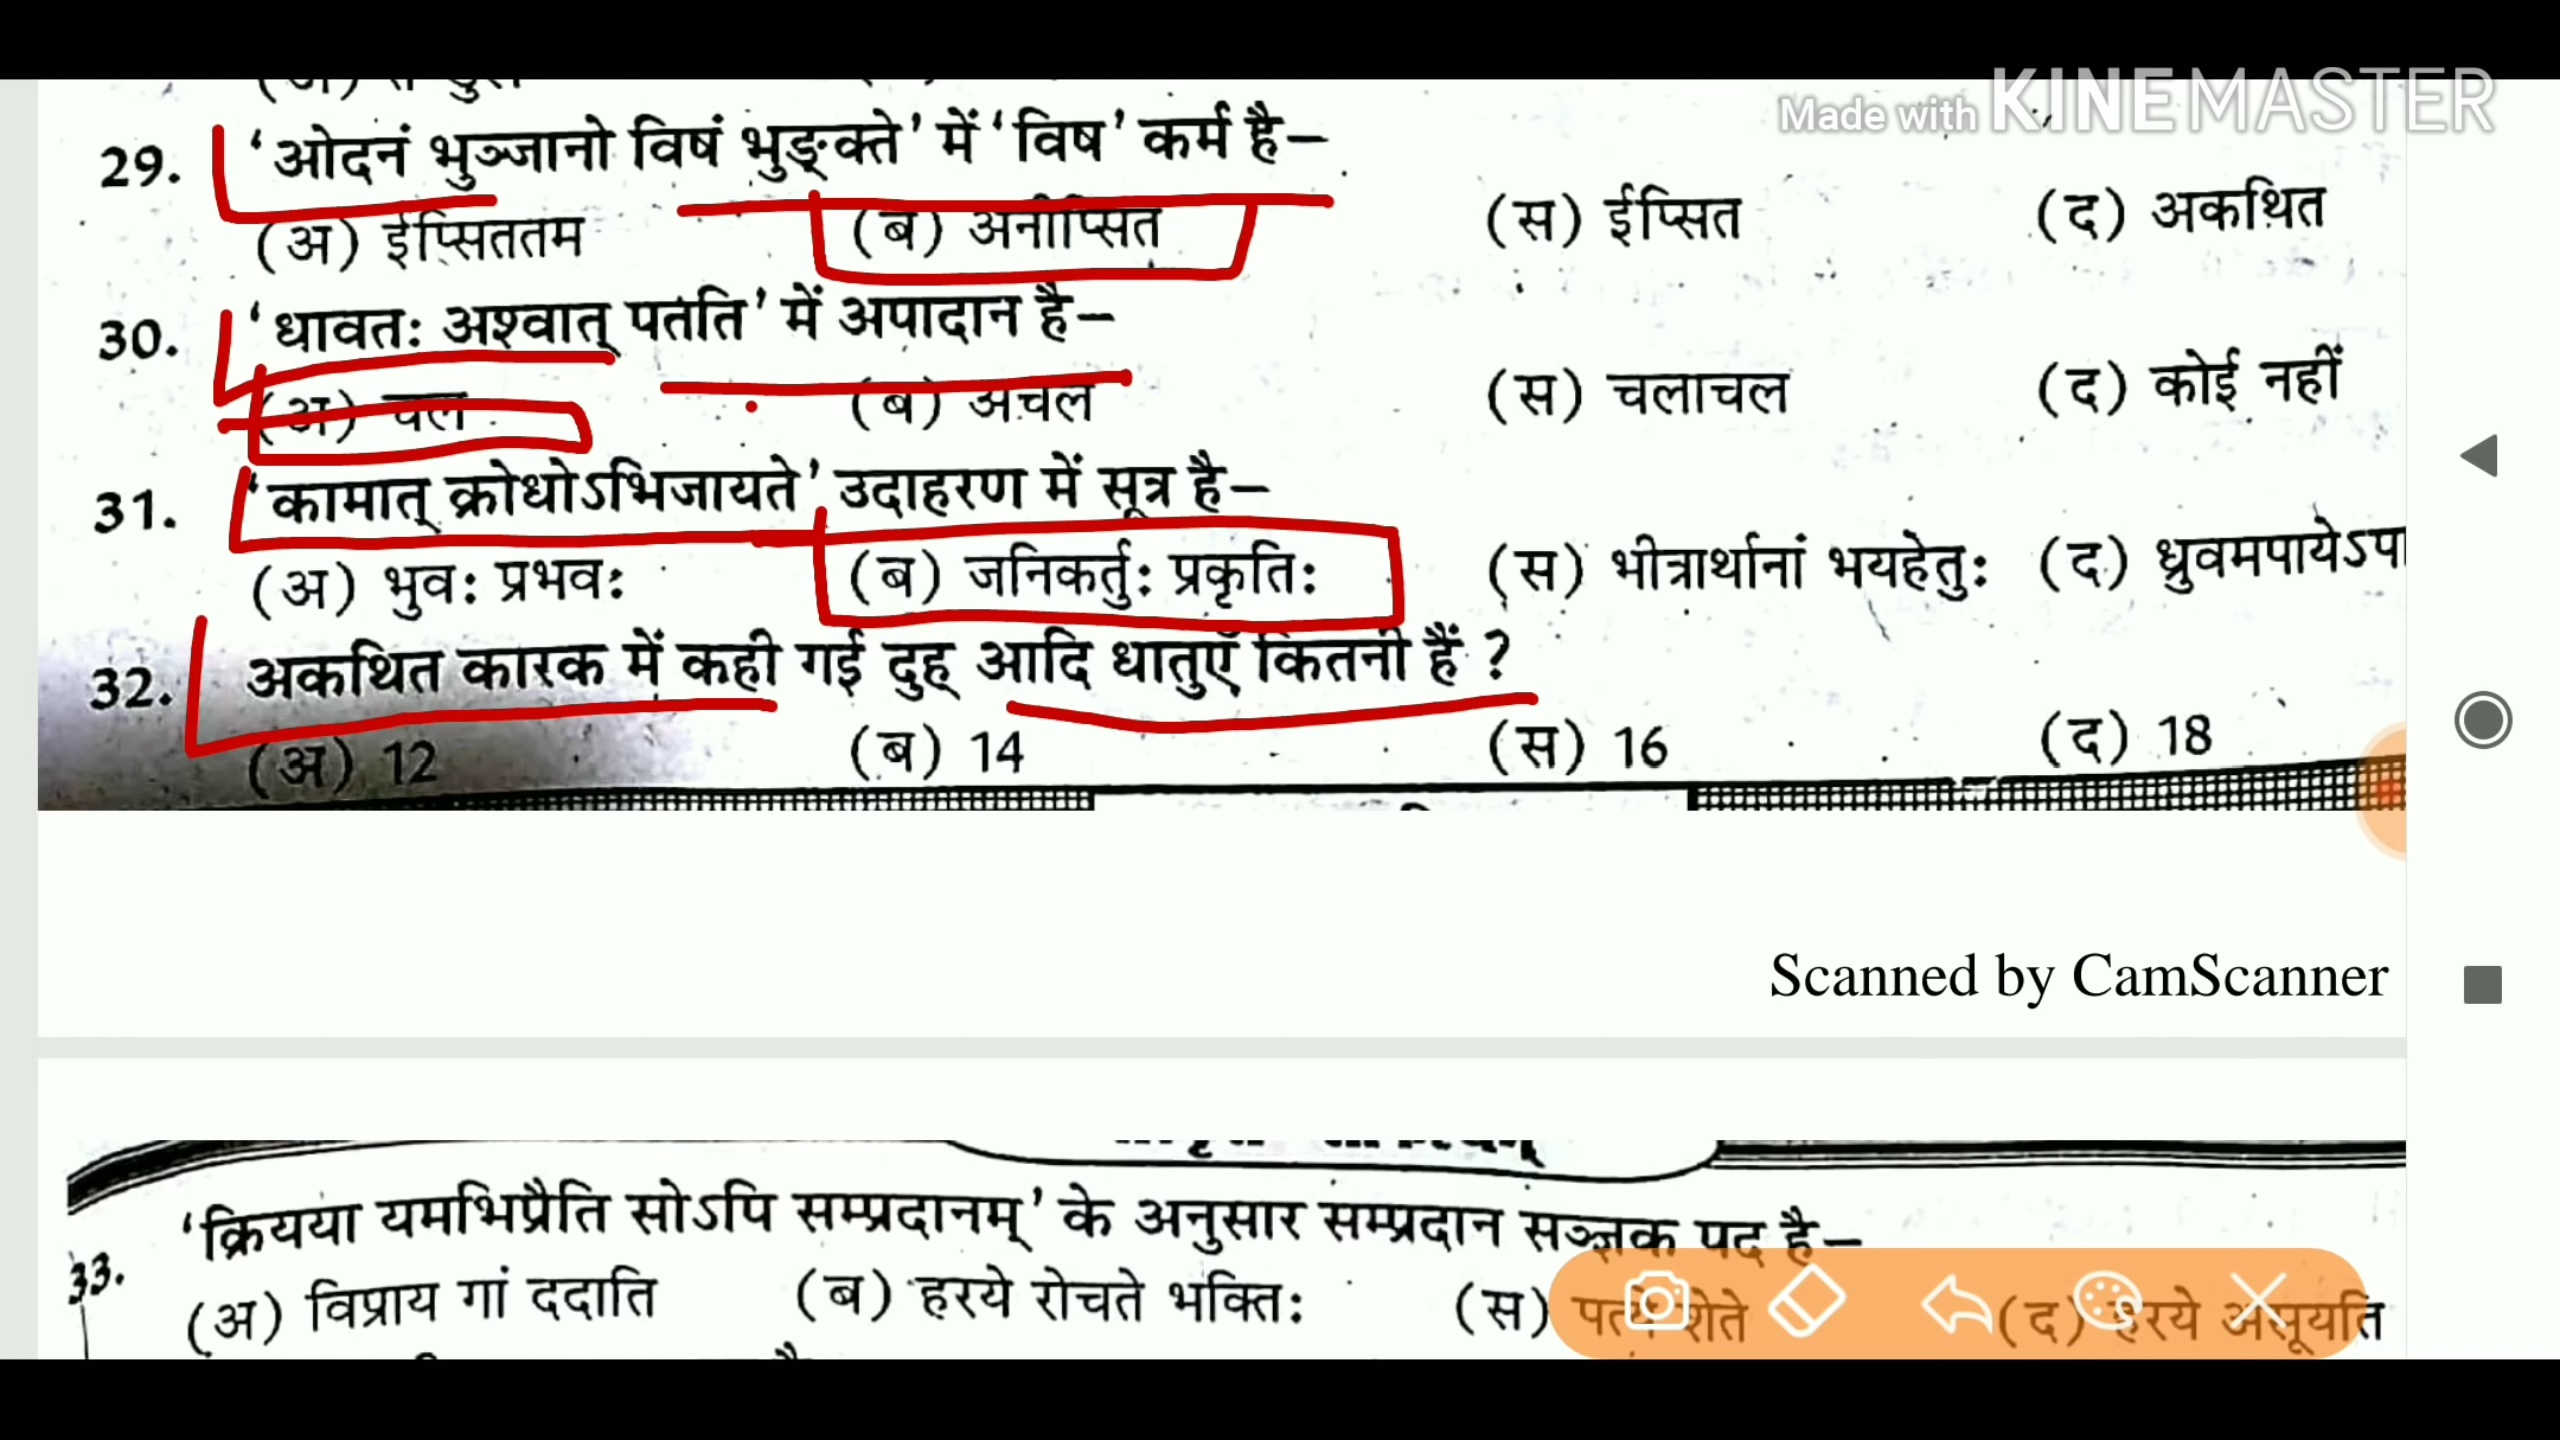 Made with KINEMASTER
29. 'ओदनं भुञ्जानो विषं भुङ्क्ते' में 'विष' कर्म है–
(अ) ईप्सिततम (ब) अनीप्सित (स) ईप्सित (द) अकथित
30. 'धावतः अश्वात् पतति' में अपादान है–
(अ) चल (ब) अचल (स) चलाचल (द) कोई नहीं
31. 'कामात् क्रोधोऽभिजायते' उदाहरण में सूत्र है–
(अ) भुवः प्रभवः (ब) जनिकर्तुः प्रकृतिः (स) भीत्रार्थानां भयहेतुः (द) ध्रुवमपायेऽपा
32. अकथित कारक में कही गई दुह् आदि धातुएँ कितनी हैं ?
(अ) 12 (ब) 14 (स) 16 (द) 18
Scanned by CamScanner
33. 'क्रियया यमभिप्रैति सोऽपि सम्प्रदानम्' के अनुसार सम्प्रदान सञ्ज्ञक पद है–
(अ) विप्राय गां ददाति (ब) हरये रोचते भक्तिः (स) पत्ये शेते (द) हरये असूयति